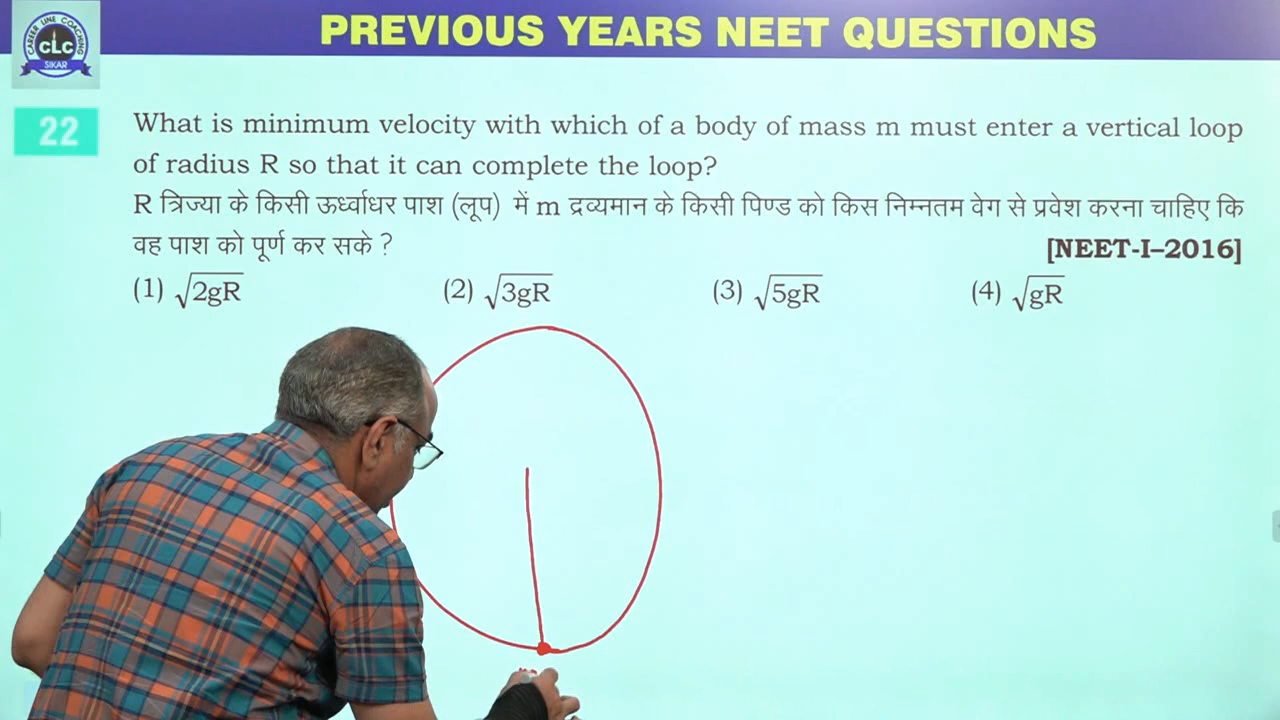 PREVIOUS YEARS NEET QUESTIONS
CAREER LINE COACHING
CLC
SIKAR
22
What is minimum velocity with which of a body of mass m must enter a vertical loop
of radius R so that it can complete the loop?
R त्रिज्या के किसी ऊर्ध्वाधर पाश (लूप) में m द्रव्यमान के किसी पिण्ड को किस निम्नतम वेग से प्रवेश करना चाहिए कि
वह पाश को पूर्ण कर सके ? [NEET-I–2016]
(1) √2gR (2) √3gR (3) √5gR (4) √gR